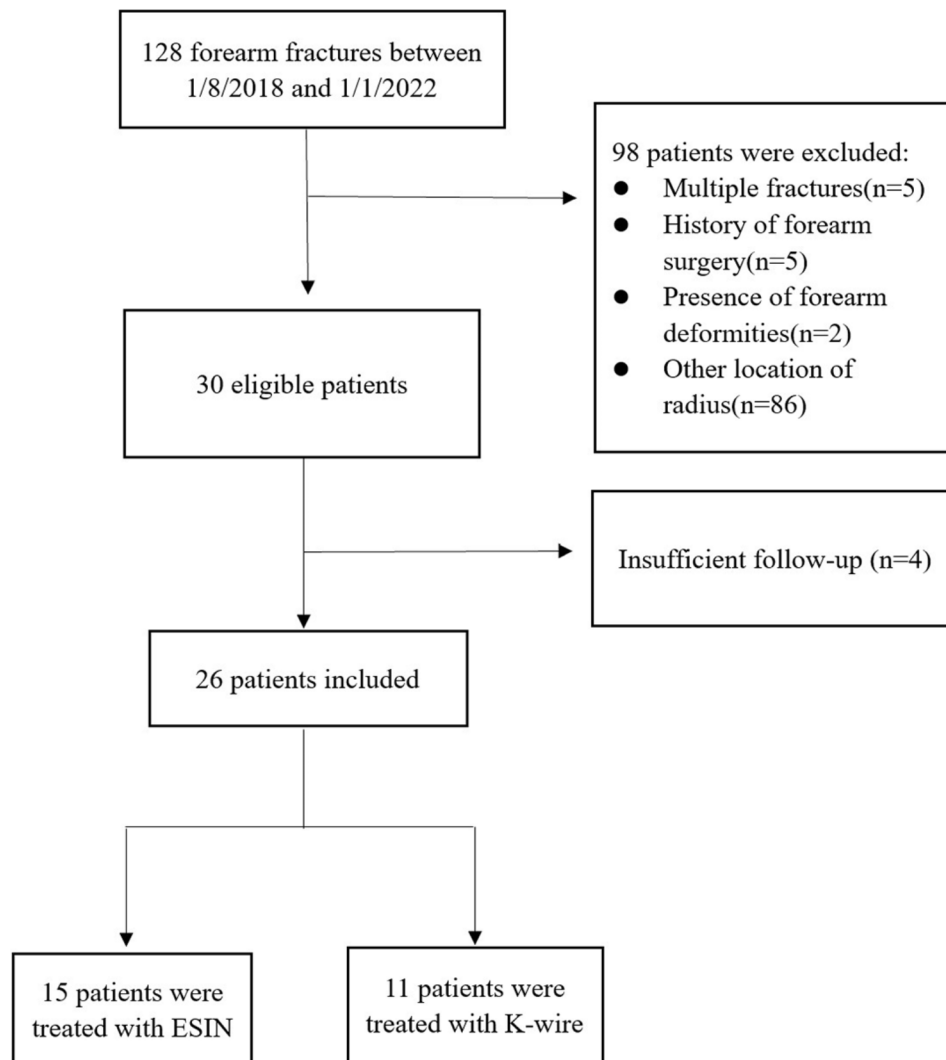 128 forearm fractures between
1/8/2018 and 1/1/2022
98 patients were excluded:
● Multiple fractures(n=5)
● History of forearm
surgery(n=5)
● Presence of forearm
deformities(n=2)
● Other location of
radius(n=86)
30 eligible patients
Insufficient follow-up (n=4)
26 patients included
15 patients were
treated with ESIN
11 patients were
treated with K-wire